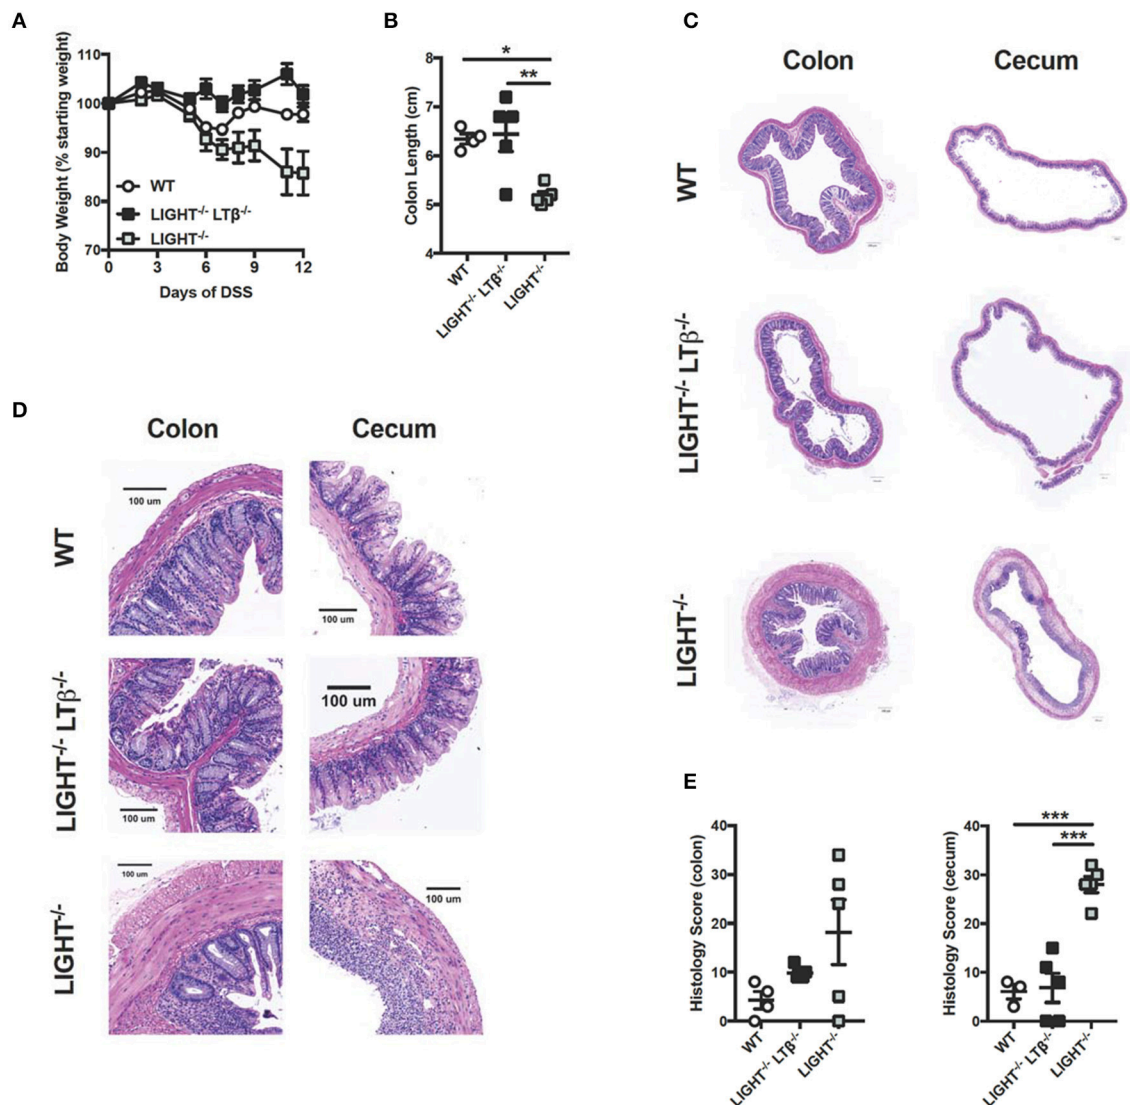 A
Body Weight (% starting weight)
110
100
90
80
70
WT
LIGHT⁻/⁻ LTβ⁻/⁻
LIGHT⁻/⁻
0 3 6 9 12
Days of DSS
B
Colon Length (cm)
8
7
6
5
4
*
**
WT
LIGHT⁻/⁻ LTβ⁻/⁻
LIGHT⁻/⁻
C
Colon Cecum
WT
LIGHT⁻/⁻ LTβ⁻/⁻
LIGHT⁻/⁻
D
Colon Cecum
WT
100 um
100 um
LIGHT⁻/⁻ LTβ⁻/⁻
100 um
100 um
LIGHT⁻/⁻
100 um
100 um
E
Histology Score (colon)
40
30
20
10
0
WT
LIGHT⁻/⁻ LTβ⁻/⁻
LIGHT⁻/⁻
Histology Score (cecum)
40
30
20
10
0
***
***
WT
LIGHT⁻/⁻ LTβ⁻/⁻
LIGHT⁻/⁻